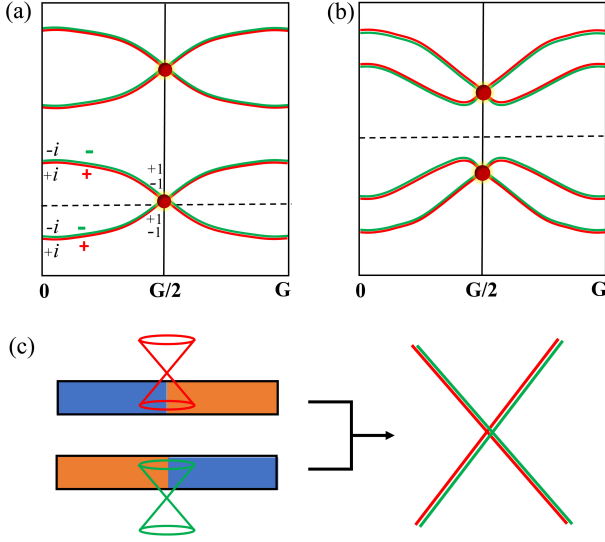 (a)
-i -
+i +
+1
-1
-i -
+i +
+1
-1
0 G/2 G
(b)
0 G/2 G
(c)